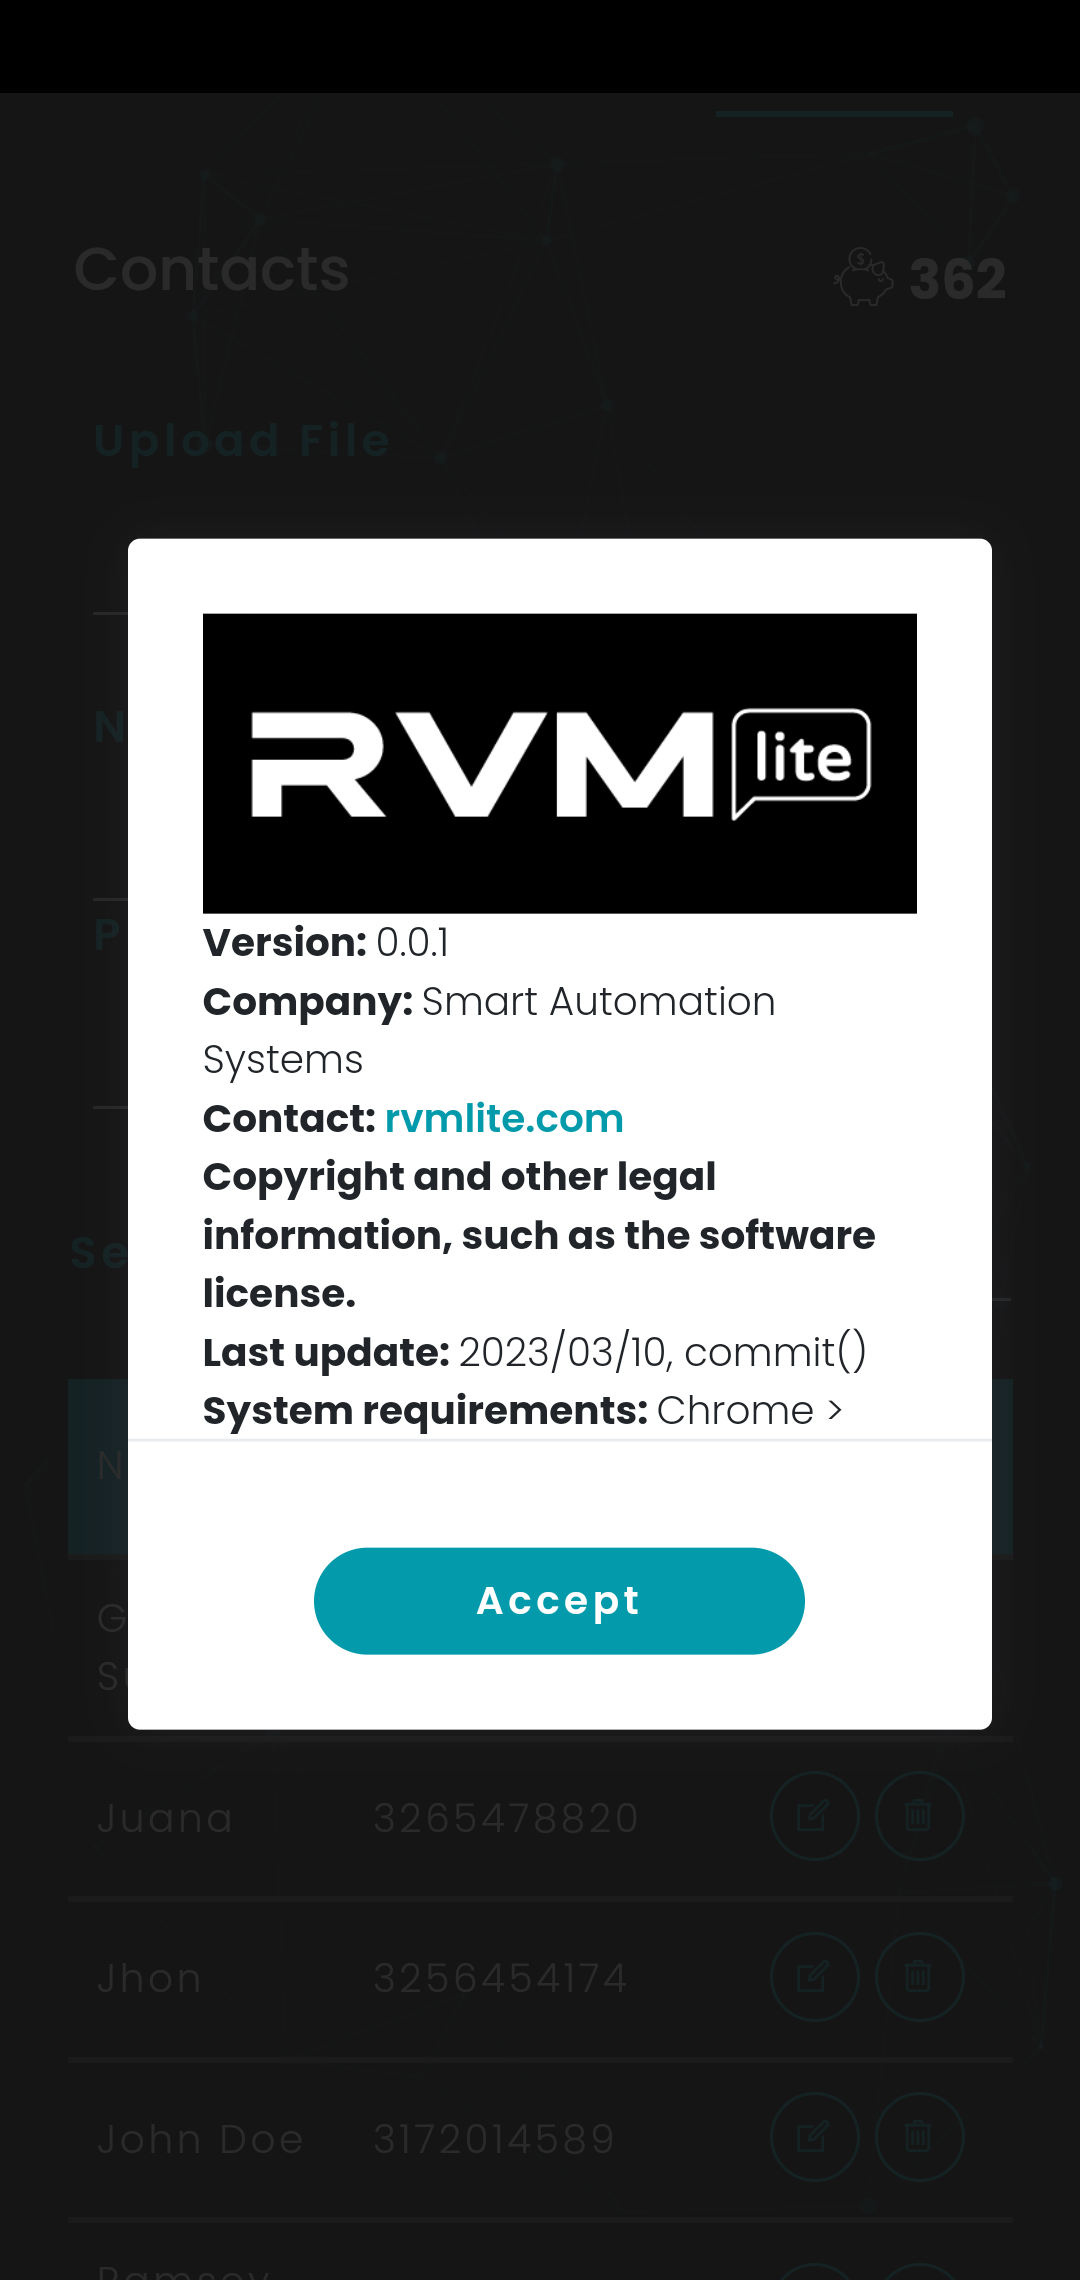 Contacts
362
Upload File
RVM lite
N
P
Version: 0.0.1
Company: Smart Automation
Systems
Contact: rvmlite.com
Copyright and other legal
information, such as the software
license.
Se
Last update: 2023/03/10, commit()
System requirements: Chrome >
N
Accept
G
Su
Juana 3265478820
Jhon 3256454174
John Doe 3172014589
Ramsey